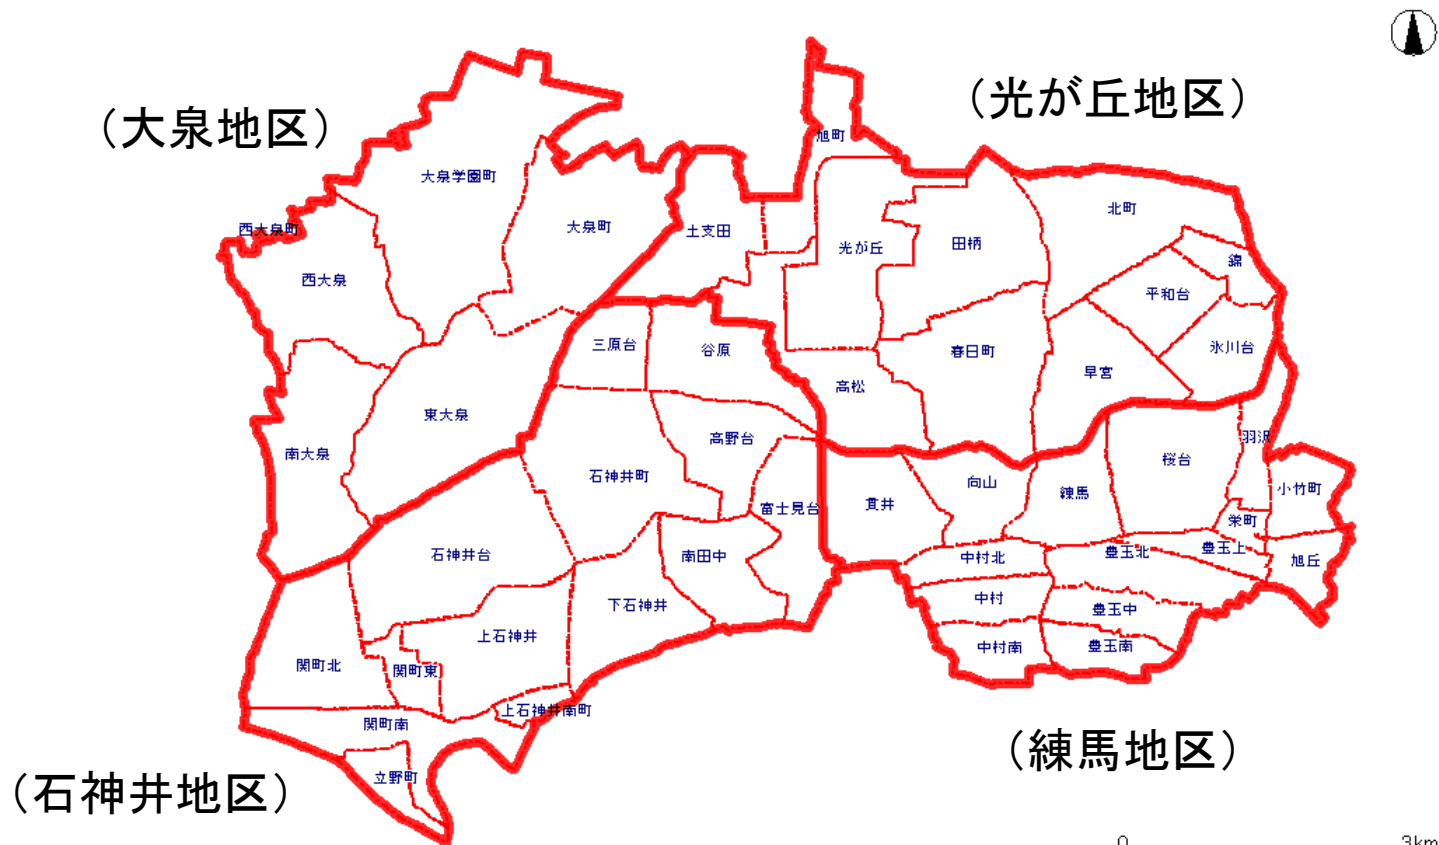 （光が丘地区）
（大泉地区）
旭町
大泉学園町
北町
大泉町
西大泉町
土支田
光が丘
田柄
錦
西大泉
平和台
三原台
谷原
春日町
氷川台
早宮
高松
東大泉
高野台
羽沢
南大泉
桜台
石神井町
向山
練馬
小竹町
貫井
富士見台
栄町
石神井台
南田中
中村北
豊玉北
豊玉上
旭丘
中村
下石神井
豊玉中
上石神井
中村南
豊玉南
関町北
関町東
上石神井南町
関町南
（練馬地区）
立野町
（石神井地区）
0
3km